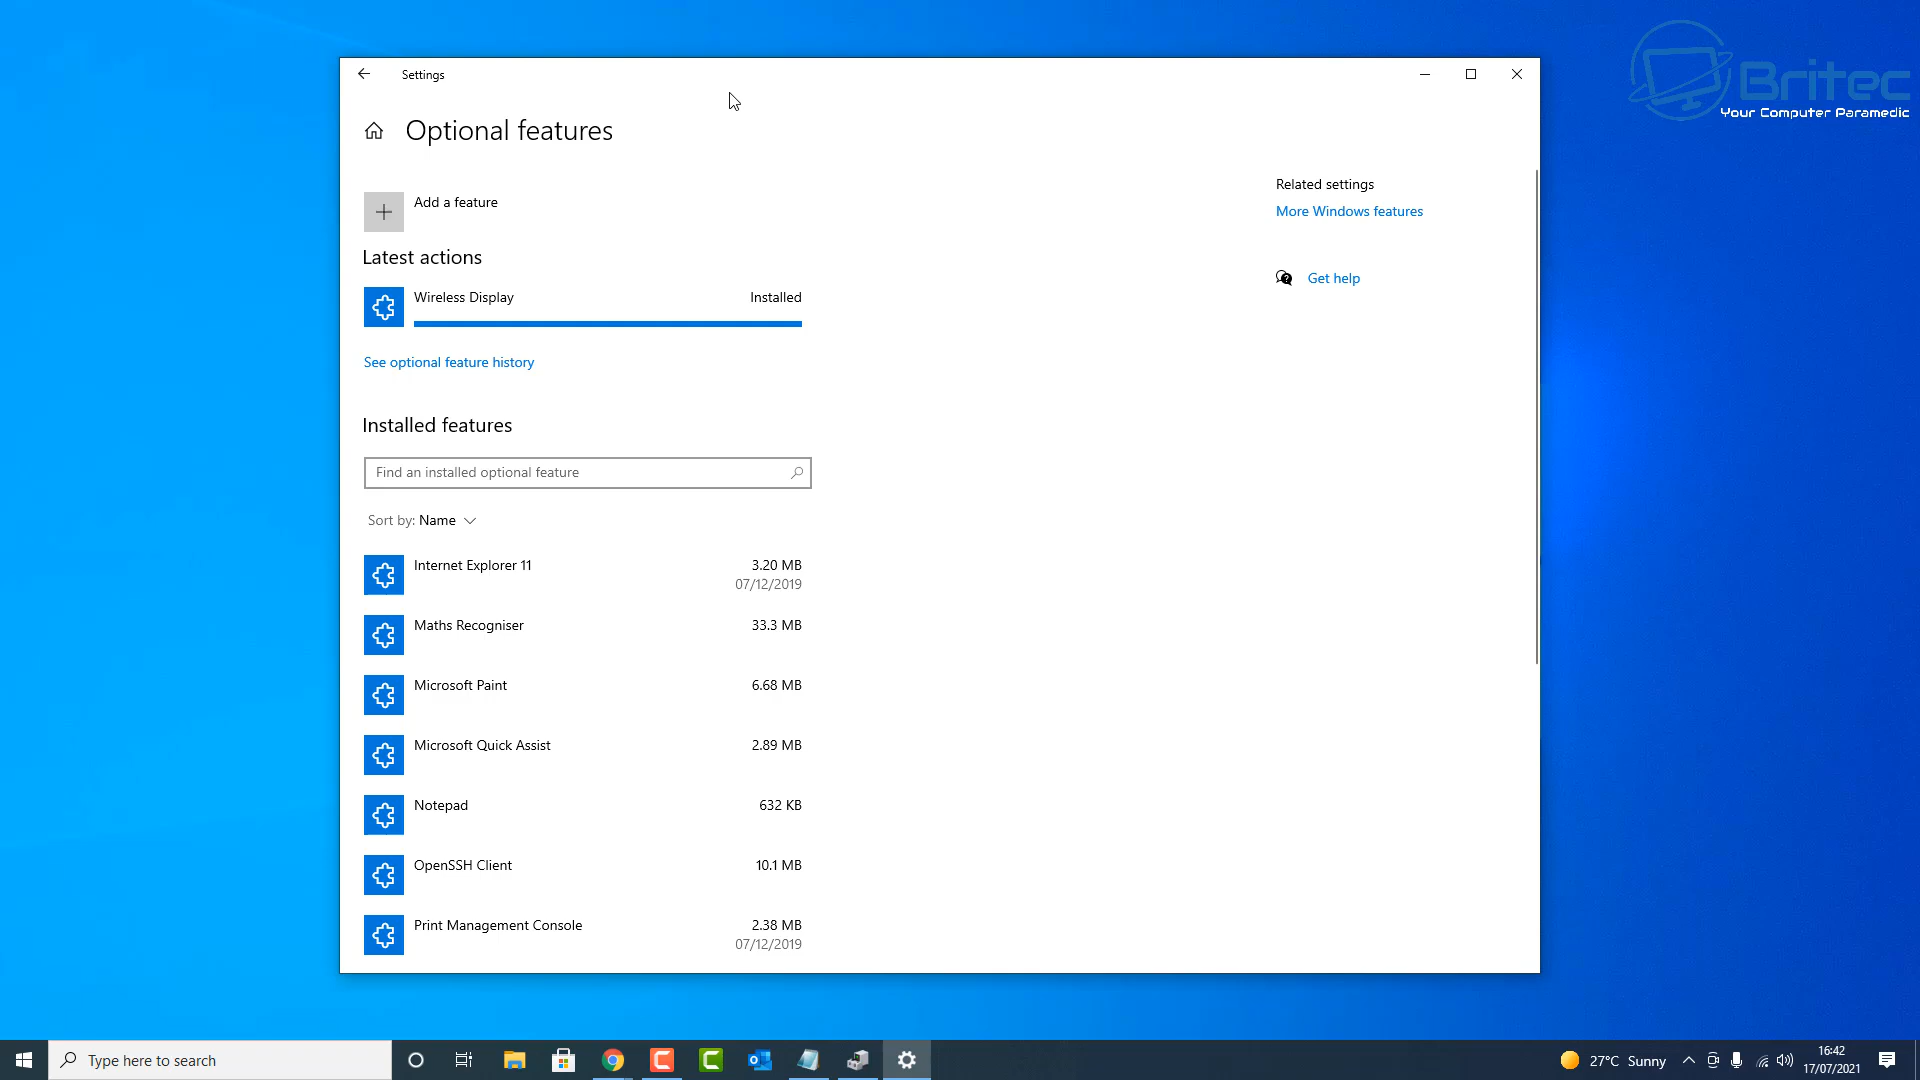 Settings
Optional features
Add a feature
Latest actions
Wireless Display Installed
See optional feature history
Installed features
Find an installed optional feature
Sort by: Name
Internet Explorer 11 3.20 MB
07/12/2019
Maths Recogniser 33.3 MB
Microsoft Paint 6.68 MB
Microsoft Quick Assist 2.89 MB
Notepad 632 KB
OpenSSH Client 10.1 MB
Print Management Console 2.38 MB
07/12/2019
Related settings
More Windows features
Get help
Britec
Your Computer Paramedic
Type here to search
27°C Sunny
16:42
17/07/2021